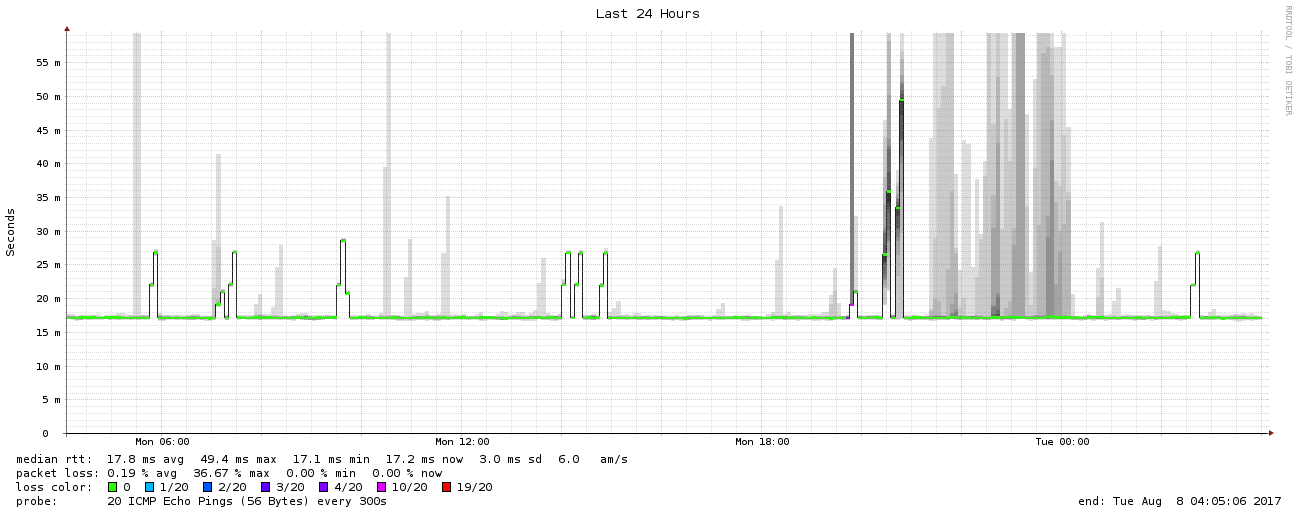 Last 24 Hours
RRDTOOL / TOBI OETIKER
Seconds
55 m
50 m
45 m
40 m
35 m
30 m
25 m
20 m
15 m
10 m
5 m
0
Mon 06:00 Mon 12:00 Mon 18:00 Tue 00:00
median rtt: 17.8 ms avg 49.4 ms max 17.1 ms min 17.2 ms now 3.0 ms sd 6.0 am/s
packet loss: 0.19 % avg 36.67 % max 0.00 % min 0.00 % now
loss color: 0 1/20 2/20 3/20 4/20 10/20 19/20
probe: 20 ICMP Echo Pings (56 Bytes) every 300s end: Tue Aug 8 04:05:06 2017